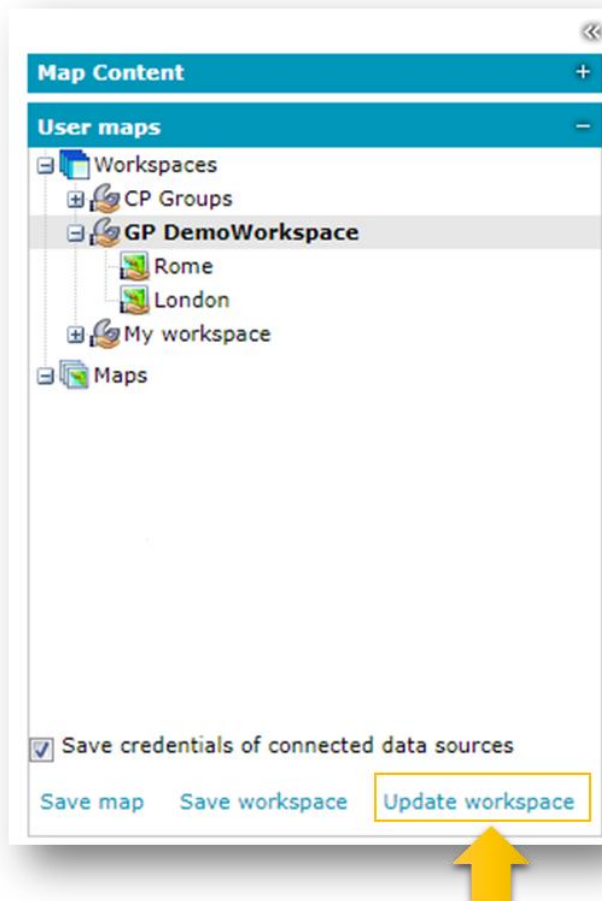 Map Content
User maps
Workspaces
CP Groups
GP DemoWorkspace
Rome
London
My workspace
Maps
Save credentials of connected data sources
Save map Save workspace Update workspace